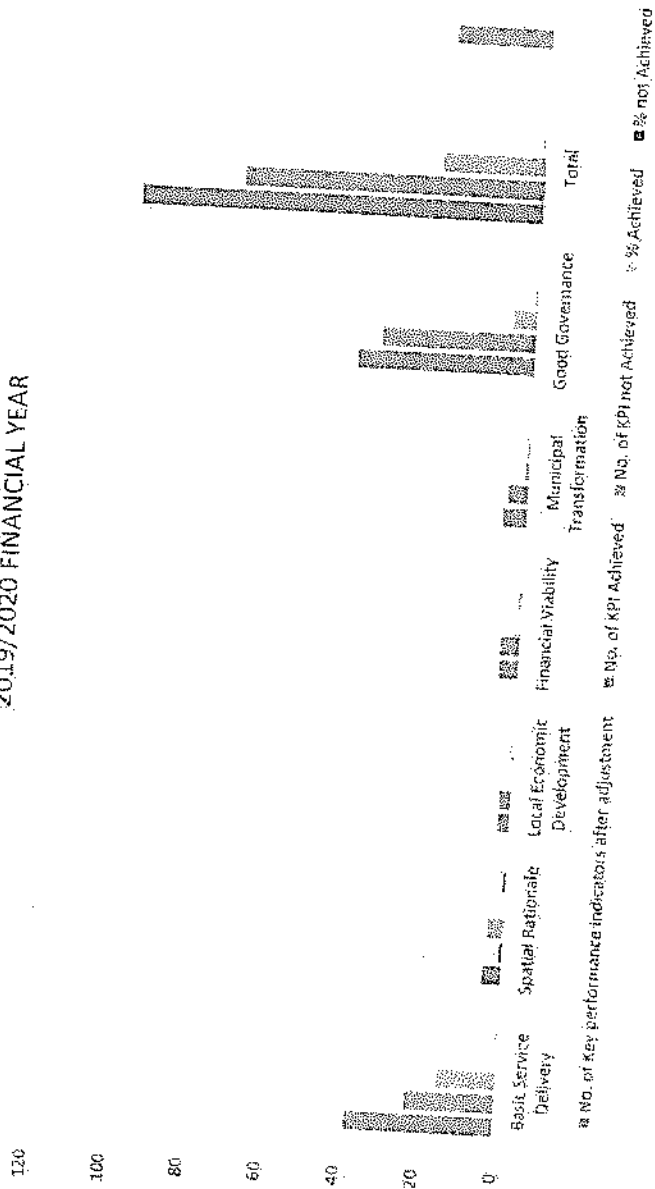 2019/2020 FINANCIAL YEAR
120
100
80
60
40
20
0
Basic Service
Delivery
Spatial Rationale
Local Economic
Development
Financial Viability
Municipal
Transformation
Good Governance
Total
No. of Key performance indicators after adjustment
No. of KPI Achieved
No. of KPI not Achieved
% Achieved
% not Achieved